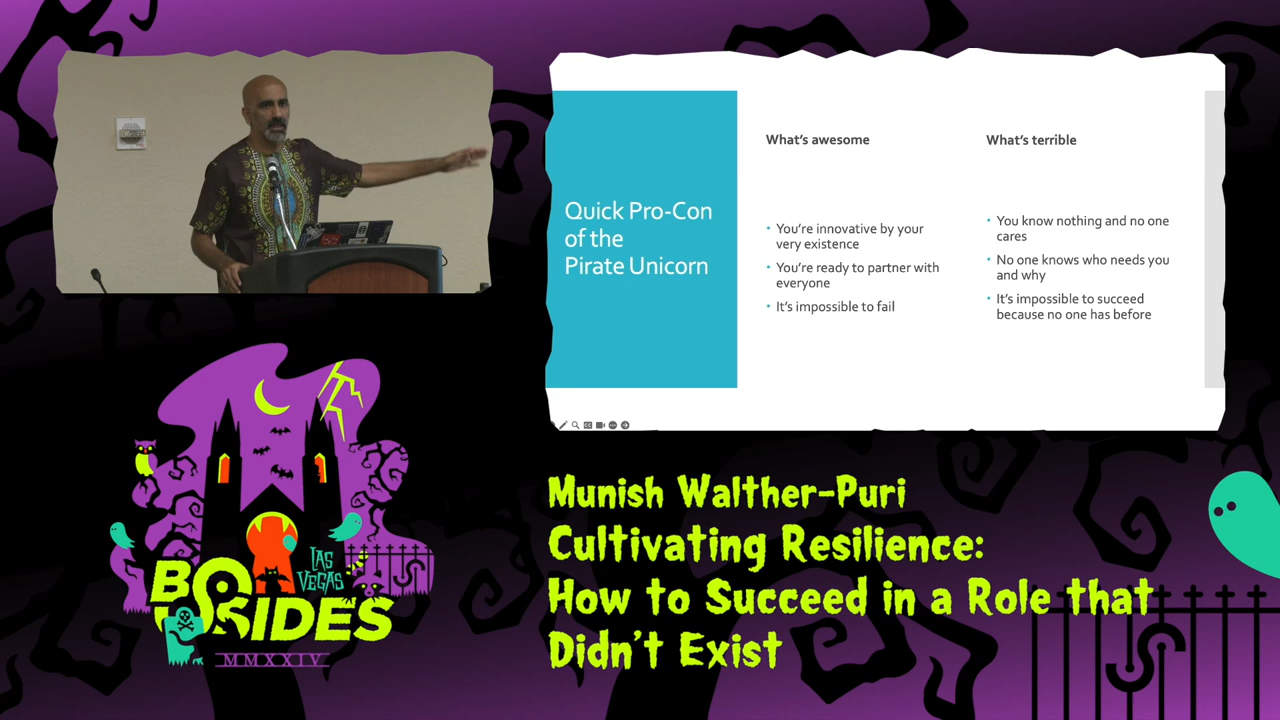 Quick Pro-Con
of the
Pirate Unicorn
What's awesome
You're innovative by your
very existence
You're ready to partner with
everyone
It's impossible to fail
What's terrible
You know nothing and no one
cares
No one knows who needs you
and why
It's impossible to succeed
because no one has before
LAS
VEGAS
BSIDES
MMXXIV
Munish Walther-Puri
Cultivating Resilience:
How to Succeed in a Role that
Didn't Exist